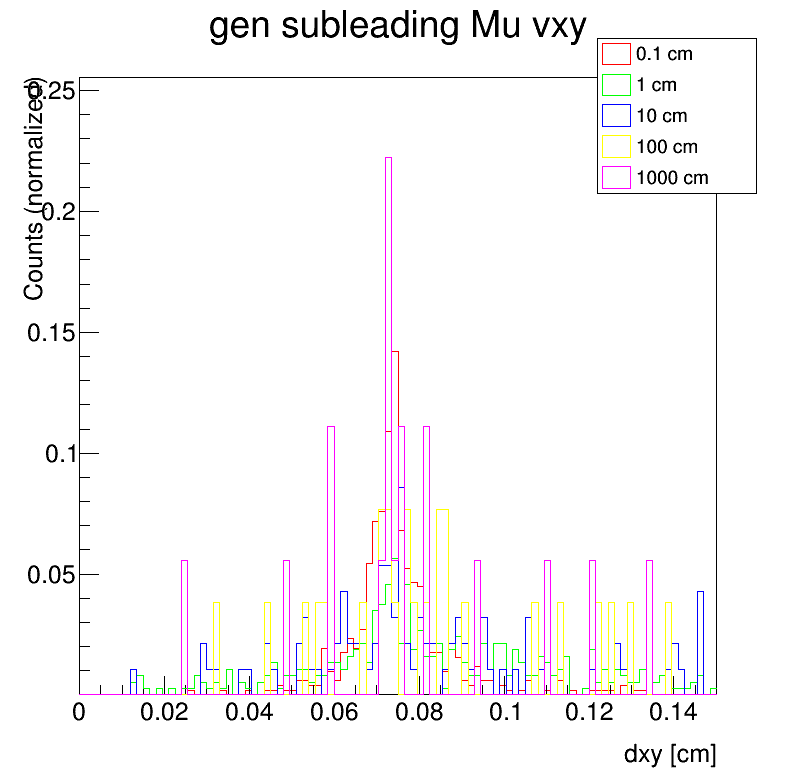 gen subleading Mu vxy
0.1 cm
1 cm
10 cm
100 cm
1000 cm
Counts (normalized)
0.25
0.2
0.15
0.1
0.05
0 0.02 0.04 0.06 0.08 0.1 0.12 0.14
dxy [cm]